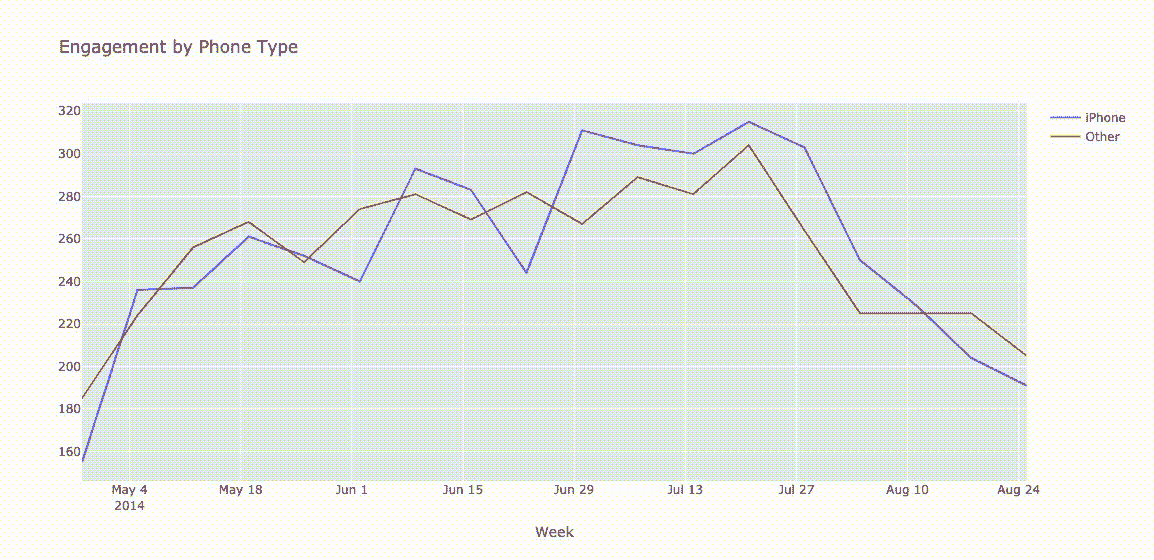 Engagement by Phone Type
320
300
280
260
240
220
200
180
160
May 4
2014
May 18
Jun 1
Jun 15
Jun 29
Jul 13
Jul 27
Aug 10
Aug 24
Week
iPhone
Other